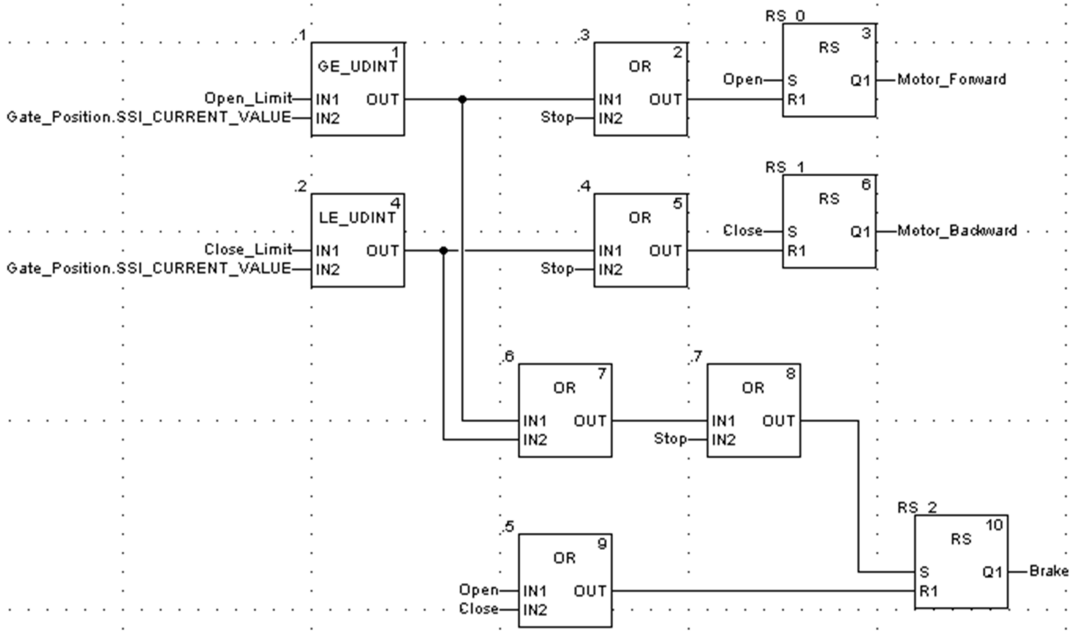 RS_0
.1
1
GE_UDINT
Open_Limit
IN1
OUT
Gate_Position.SSI_CURRENT_VALUE
IN2
.3
2
OR
IN1
OUT
Stop
IN2
3
RS
Open
S
Q1
Motor_Forward
R1
.2
4
LE_UDINT
Close_Limit
IN1
OUT
Gate_Position.SSI_CURRENT_VALUE
IN2
.4
5
OR
IN1
OUT
Stop
IN2
RS_1
6
RS
Close
S
Q1
Motor_Backward
R1
.6
7
OR
IN1
OUT
IN2
.7
8
OR
IN1
OUT
Stop
IN2
.5
9
OR
Open
IN1
OUT
Close
IN2
RS_2
10
RS
S
Q1
Brake
R1